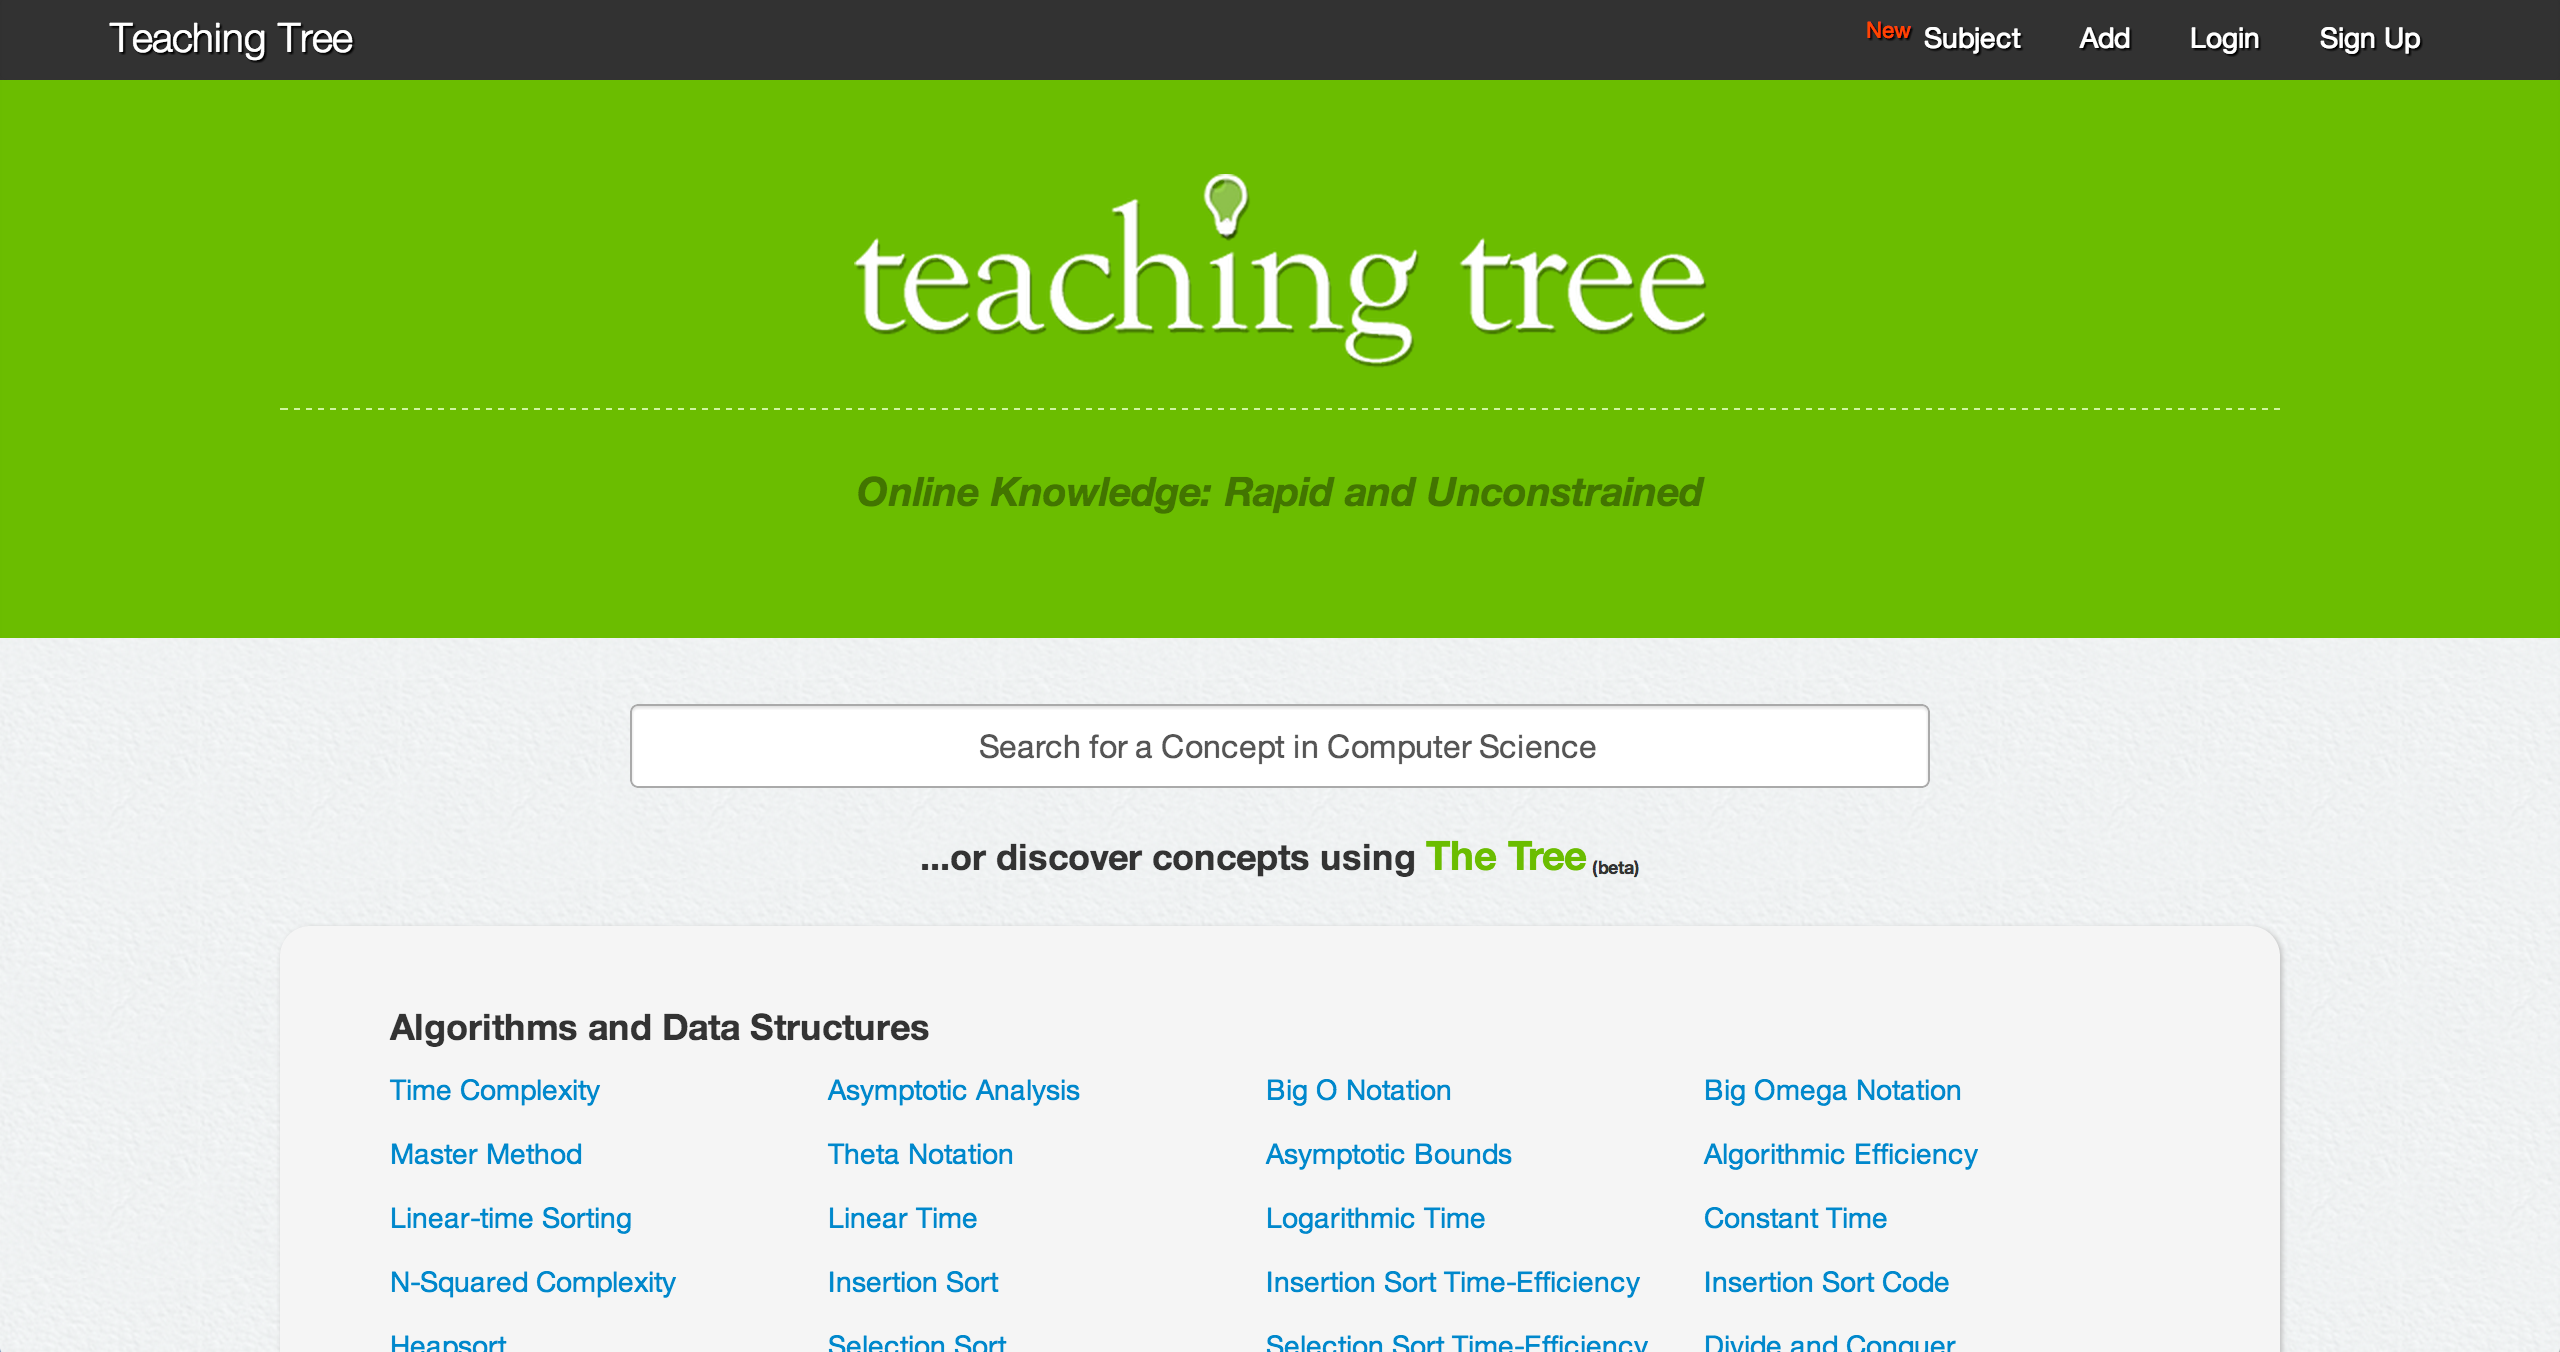 Teaching Tree New Subject Add Login Sign Up
teaching tree
Online Knowledge: Rapid and Unconstrained
Search for a Concept in Computer Science
...or discover concepts using The Tree (beta)
Algorithms and Data Structures
Time Complexity Asymptotic Analysis Big O Notation Big Omega Notation
Master Method Theta Notation Asymptotic Bounds Algorithmic Efficiency
Linear-time Sorting Linear Time Logarithmic Time Constant Time
N-Squared Complexity Insertion Sort Insertion Sort Time-Efficiency Insertion Sort Code
Heapsort Selection Sort Selection Sort Time-Efficiency Divide and Conquer